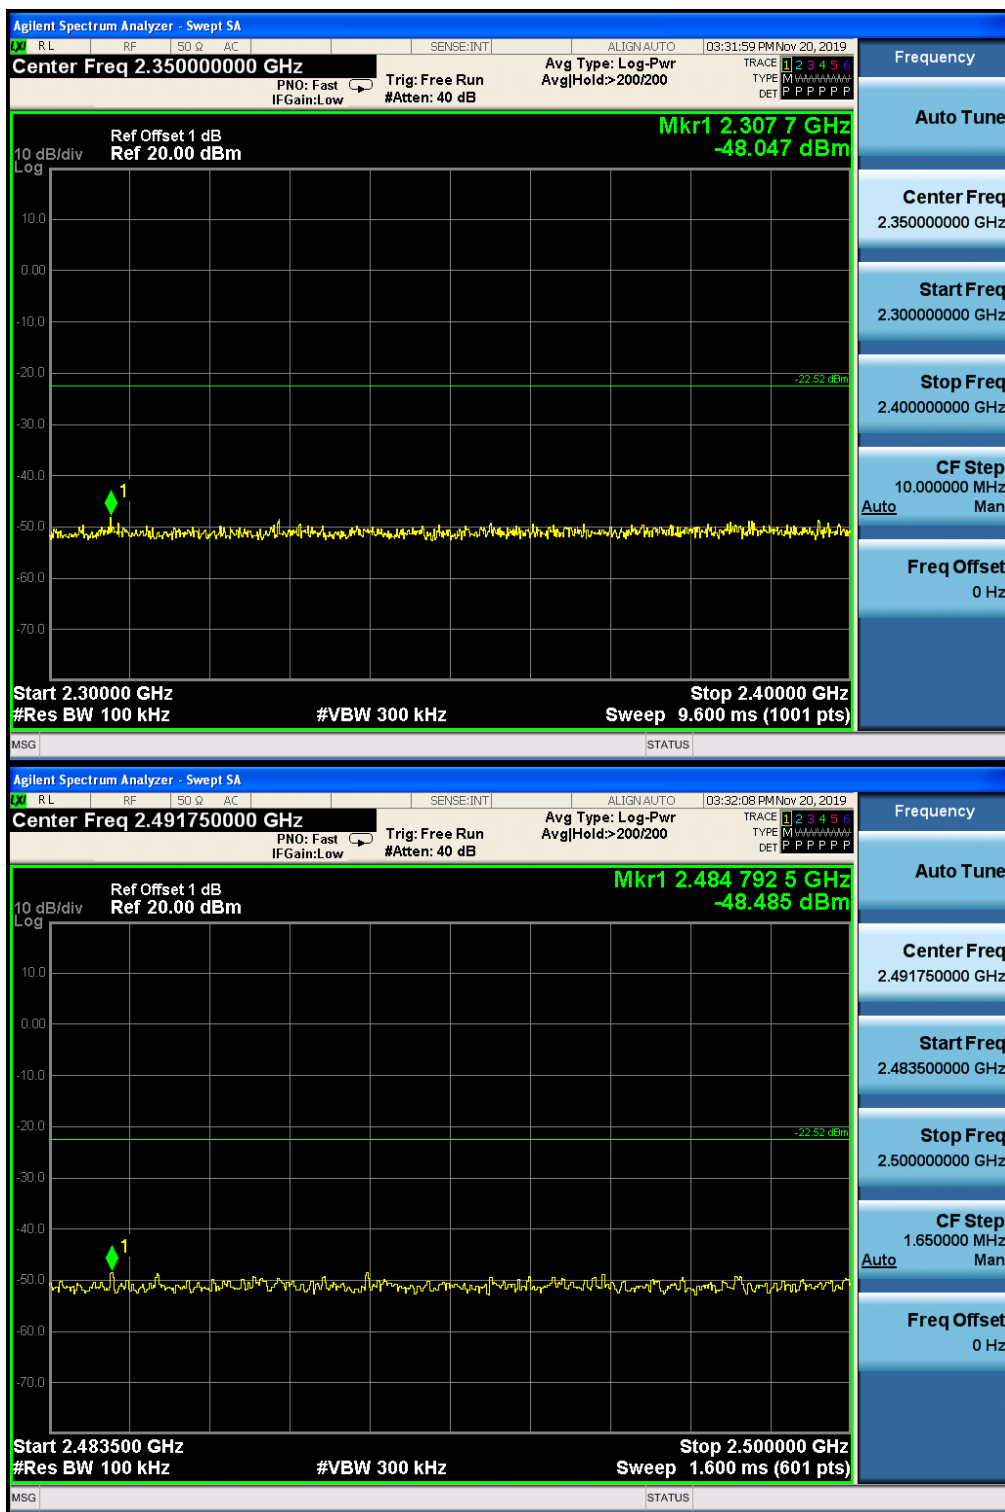 Agilent Spectrum Analyzer - Swept SA
LXI RL RF 50 Ω AC SENSE:INT ALIGN AUTO 03:31:59 PM Nov 20, 2019
Center Freq 2.350000000 GHz
PNO: Fast
IFGain:Low
Trig: Free Run
#Atten: 40 dB
Avg Type: Log-Pwr
Avg|Hold:>200/200
TRACE 1 2 3 4 5 6
TYPE M WWWWW
DET P P P P P P
Frequency
Auto Tune
Center Freq
2.350000000 GHz
Start Freq
2.300000000 GHz
Stop Freq
2.400000000 GHz
CF Step
10.000000 MHz
Auto Man
Freq Offset
0 Hz
Mkr1 2.307 7 GHz
-48.047 dBm
Ref Offset 1 dB
10 dB/div Ref 20.00 dBm
Log
10.0
0.00
-10.0
-20.0
-22.52 dBm
-30.0
-40.0
1
-50.0
-60.0
-70.0
Start 2.30000 GHz Stop 2.40000 GHz
#Res BW 100 kHz #VBW 300 kHz Sweep 9.600 ms (1001 pts)
MSG STATUS
Agilent Spectrum Analyzer - Swept SA
LXI RL RF 50 Ω AC SENSE:INT ALIGN AUTO 03:32:08 PM Nov 20, 2019
Center Freq 2.491750000 GHz
PNO: Fast
IFGain:Low
Trig: Free Run
#Atten: 40 dB
Avg Type: Log-Pwr
Avg|Hold:>200/200
TRACE 1 2 3 4 5 6
TYPE M WWWWW
DET P P P P P P
Frequency
Auto Tune
Center Freq
2.491750000 GHz
Start Freq
2.483500000 GHz
Stop Freq
2.500000000 GHz
CF Step
1.650000 MHz
Auto Man
Freq Offset
0 Hz
Mkr1 2.484 792 5 GHz
-48.485 dBm
Ref Offset 1 dB
10 dB/div Ref 20.00 dBm
Log
10.0
0.00
-10.0
-20.0
-22.52 dBm
-30.0
-40.0
1
-50.0
-60.0
-70.0
Start 2.483500 GHz Stop 2.500000 GHz
#Res BW 100 kHz #VBW 300 kHz Sweep 1.600 ms (601 pts)
MSG STATUS